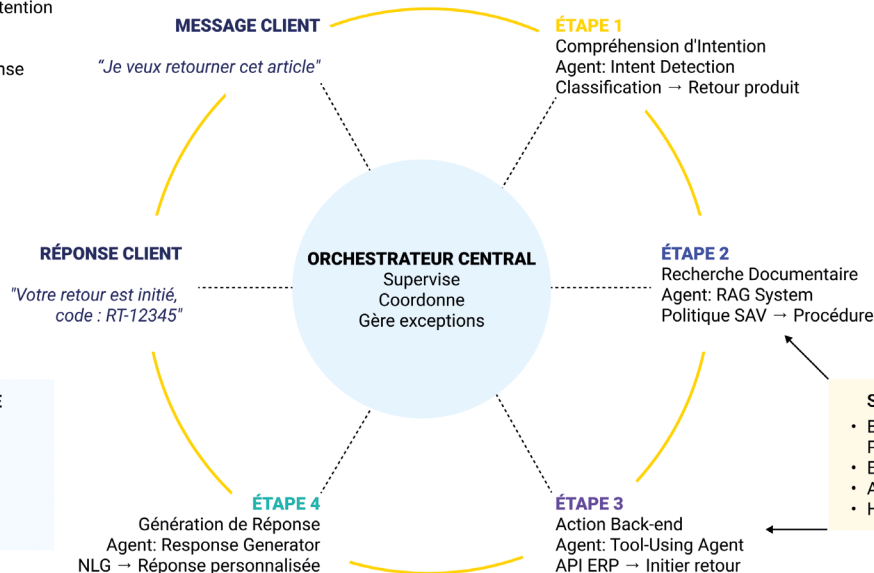 tention
nse
MESSAGE CLIENT
“Je veux retourner cet article"
ÉTAPE 1
Compréhension d'Intention
Agent: Intent Detection
Classification → Retour produit
ÉTAPE 2
Recherche Documentaire
Agent: RAG System
Politique SAV → Procédure
ORCHESTRATEUR CENTRAL
Supervise
Coordonne
Gère exceptions
RÉPONSE CLIENT
"Votre retour est initié,
code : RT-12345"
E
S
• E
P
• E
• A
• H
ÉTAPE 3
Action Back-end
Agent: Tool-Using Agent
API ERP → Initier retour
ÉTAPE 4
Génération de Réponse
Agent: Response Generator
NLG → Réponse personnalisée